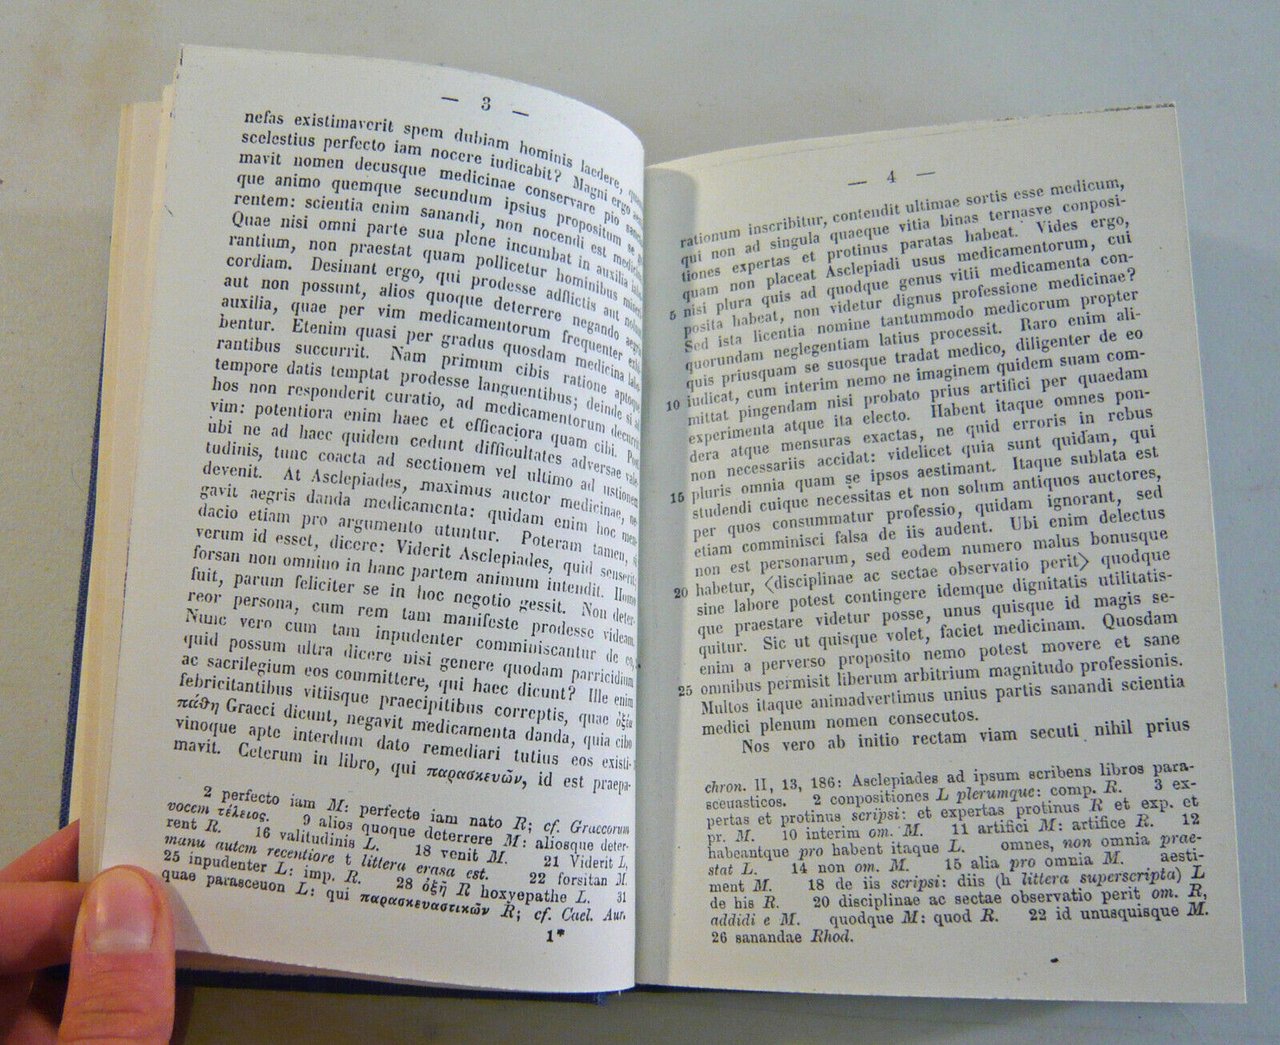 — 3 —
nefas existimaverit spem dubiam hominis laedere,
scelestius perfecto iam nocere iudicabit? Magni ergo
mavit nomen decusque medicinae conservare pio
que animo quemque secundum ipsius propositum se
rentem: scientia enim sanandi, non nocendi est
Quae nisi omni parte sua plene incumbat in auxilia
rantium, non praestat quam pollicetur hominibus
cordiam. Desinant ergo, qui prodesse adflictis aut
aut non possunt, alios quoque deterrere negando
auxilia, quae per vim medicamentorum frequenter
bentur. Etenim quasi per gradus quosdam medicina
rantibus succurrit. Nam primum cibis ratione
tempore datis temptat prodesse languentibus; deinde si
hos non responderit curatio, ad medicamentorum
vim: potentiora enim haec et efficaciora quam cibi.
ubi ne ad haec quidem cedunt difficultates adversae
tudinis, tunc coacta ad sectionem vel ultimo ad ustionem
devenit. At Asclepiades, maximus auctor medicinae, ne-
gavit aegris danda medicamenta: quidam enim hoc men-
dacio etiam pro argumento utuntur. Poteram tamen, si
verum id esset, dicere: Viderit Asclepiades, quid senserit;
forsan non omnino in hanc partem animum intendit. Homo
fuit, parum feliciter se in hoc negotio gessit. Non deter-
reor persona, cum rem tam manifeste prodesse videam.
Nunc vero cum tam inpudenter comminiscantur de eo,
quid possum ultra dicere nisi genere quodam parricidium
ac sacrilegium eos committere, qui haec dicunt? Ille enim
febricitantibus vitiisque praecipitibus correptis, quae ὀξέα
πάθη Graeci dicunt, negavit medicamenta danda, quia cibo
vinoque apte interdum dato remediari tutius eos existi-
mavit. Ceterum in libro, qui παρασκευῶν, id est praepa-
2 perfecto iam M: perfecte iam nato R; cf. Graecorum
vocem τέλειος. 9 alios quoque deterrere M: aliosque deter-
rent R. 16 valitudinis L. 18 venit M. 21 Viderit L,
manu autem recentiore t littera erasa est. 22 forsitan M.
25 inpudenter L: imp. R. 28 ὀξῆ R hoxyepathe L. 31
quae parasceuon L: qui παρασκευαστικῶν R; cf. Cael. Aur.
1*
— 4 —
rationum inscribitur, contendit ultimae sortis esse medicum,
qui non ad singula quaeque vitia binas ternasve conposi-
tiones expertas et protinus paratas habeat. Vides ergo,
quam non placeat Asclepiadi usus medicamentorum, cui
5 nisi plura quis ad quodque genus vitii medicamenta con-
posita habeat, non videtur dignus professione medicinae?
Sed ista licentia nomine tantummodo medicorum propter
quorundam neglegentiam latius processit. Raro enim ali-
quis priusquam se suosque tradat medico, diligenter de eo
10 iudicat, cum interim nemo ne imaginem quidem suam com-
mittat pingendam nisi probato prius artifici per quaedam
experimenta atque ita electo. Habent itaque omnes pon-
dera atque mensuras exactas, ne quid erroris in rebus
non necessariis accidat: videlicet quia sunt quidam, qui
15 pluris omnia quam se ipsos aestimant. Itaque sublata est
studendi cuique necessitas et non solum antiquos auctores,
per quos consummatur professio, quidam ignorant, sed
etiam comminisci falsa de iis audent. Ubi enim delectus
non est personarum, sed eodem numero malus bonusque
20 habetur, ⟨disciplinae ac sectae observatio perit⟩ quodque
sine labore potest contingere idemque dignitatis utilitatis-
que praestare videtur posse, unus quisque id magis se-
quitur. Sic ut quisque volet, faciet medicinam. Quosdam
enim a perverso proposito nemo potest movere et sane
25 omnibus permisit liberum arbitrium magnitudo professionis.
Multos itaque animadvertimus unius partis sanandi scientia
medici plenum nomen consecutos.
Nos vero ab initio rectam viam secuti nihil prius
chron. II, 13, 186: Asclepiades ad ipsum scribens libros para-
sceuasticos. 2 conpositiones L plerumque: comp. R. 3 ex-
pertas et protinus scripsi: et expertas protinus R et exp. et
pr. M. 10 interim om. M. 11 artifici M: artifice R. 12
habeantque pro habent itaque L. omnes, non omnia prae-
stat L. 14 non om. M. 15 alia pro omnia M. aesti-
ment M. 18 de iis scripsi: diis (h littera superscripta) L
de his R. 20 disciplinae ac sectae observatio perit om. R,
addidi e M. quodque M: quod R. 22 id unusquisque M.
26 sanandae Rhod.